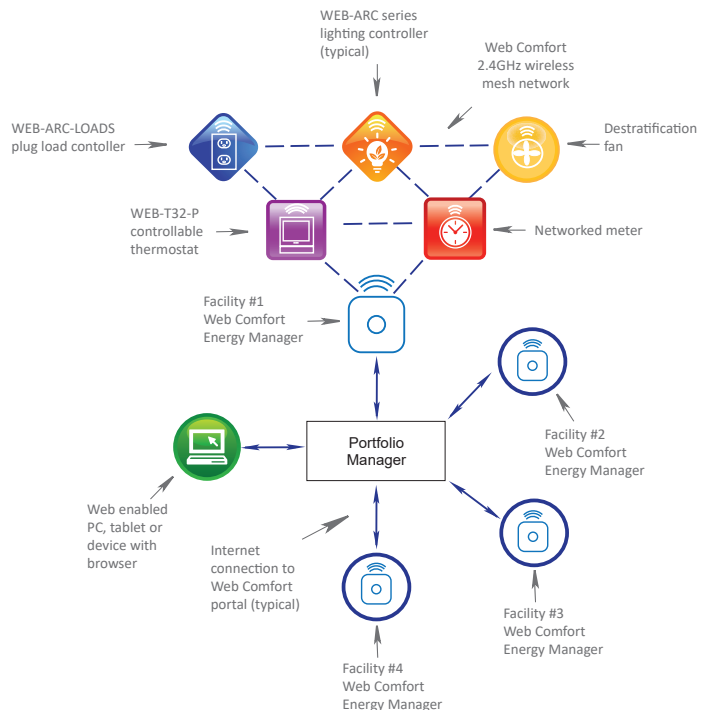 WEB-ARC series
lighting controller
(typical)
Web Comfort
2.4GHz wireless
mesh network
WEB-ARC-LOADS
plug load contoller
Destratification
fan
WEB-T32-P
controllable
thermostat
Networked meter
Facility #1
Web Comfort
Energy Manager
Portfolio
Manager
Facility #2
Web Comfort
Energy Manager
Web enabled
PC, tablet or
device with
browser
Internet
connection to
Web Comfort
portal (typical)
Facility #3
Web Comfort
Energy Manager
Facility #4
Web Comfort
Energy Manager